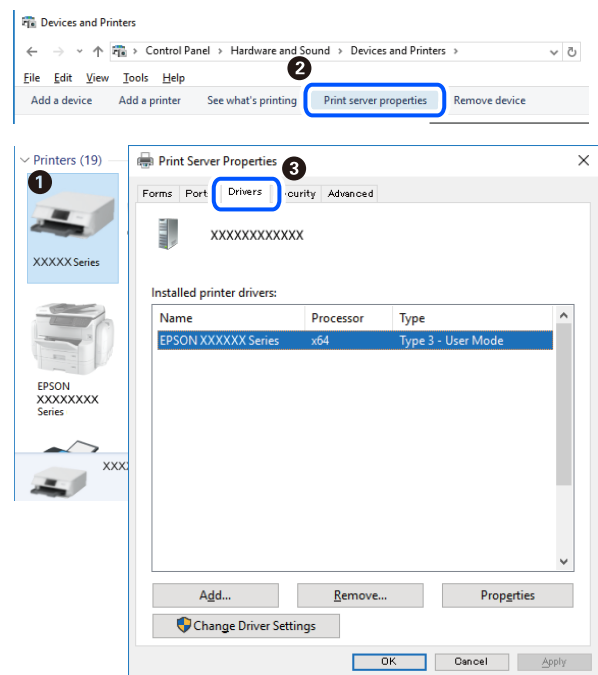 Devices and Printers
Control Panel > Hardware and Sound > Devices and Printers >
2
File Edit View Tools Help
Add a device Add a printer See what's printing Print server properties Remove device
Printers (19)
1
XXXXX Series
EPSON
XXXXXXXX
Series
XXXX
Print Server Properties
3
Forms Port Drivers curity Advanced
XXXXXXXXXXXX
Installed printer drivers:
Name Processor Type
EPSON XXXXXX Series x64 Type 3 - User Mode
Add... Remove... Properties
Change Driver Settings
OK Cancel Apply